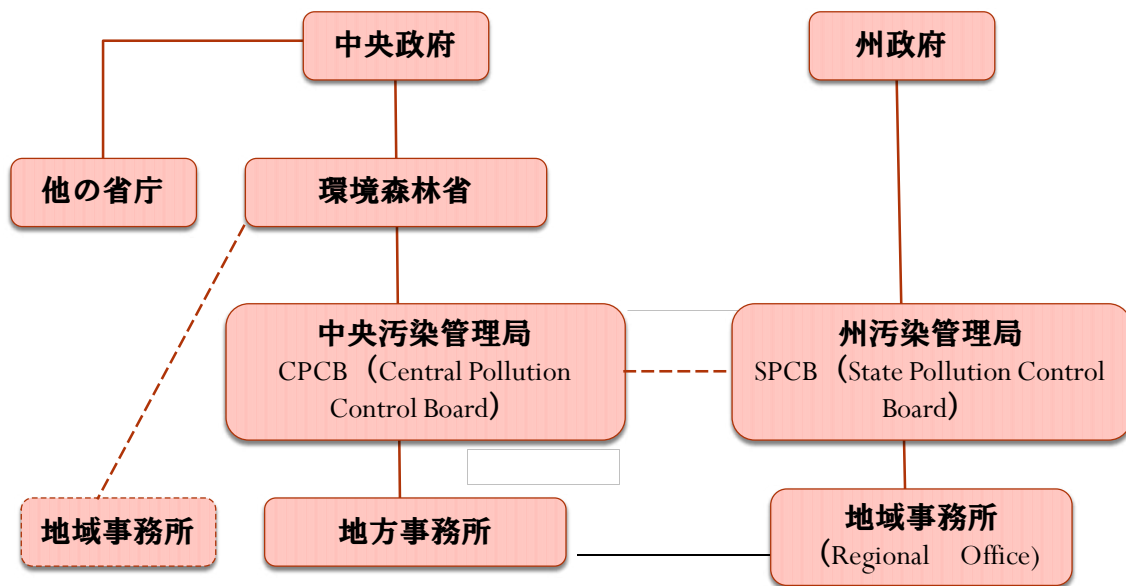 中央政府
州政府
他の省庁
環境森林省
中央汚染管理局
CPCB（Central Pollution
Control Board）
州汚染管理局
SPCB（State Pollution Control
Board）
地域事務所
地方事務所
地域事務所
(Regional Office)